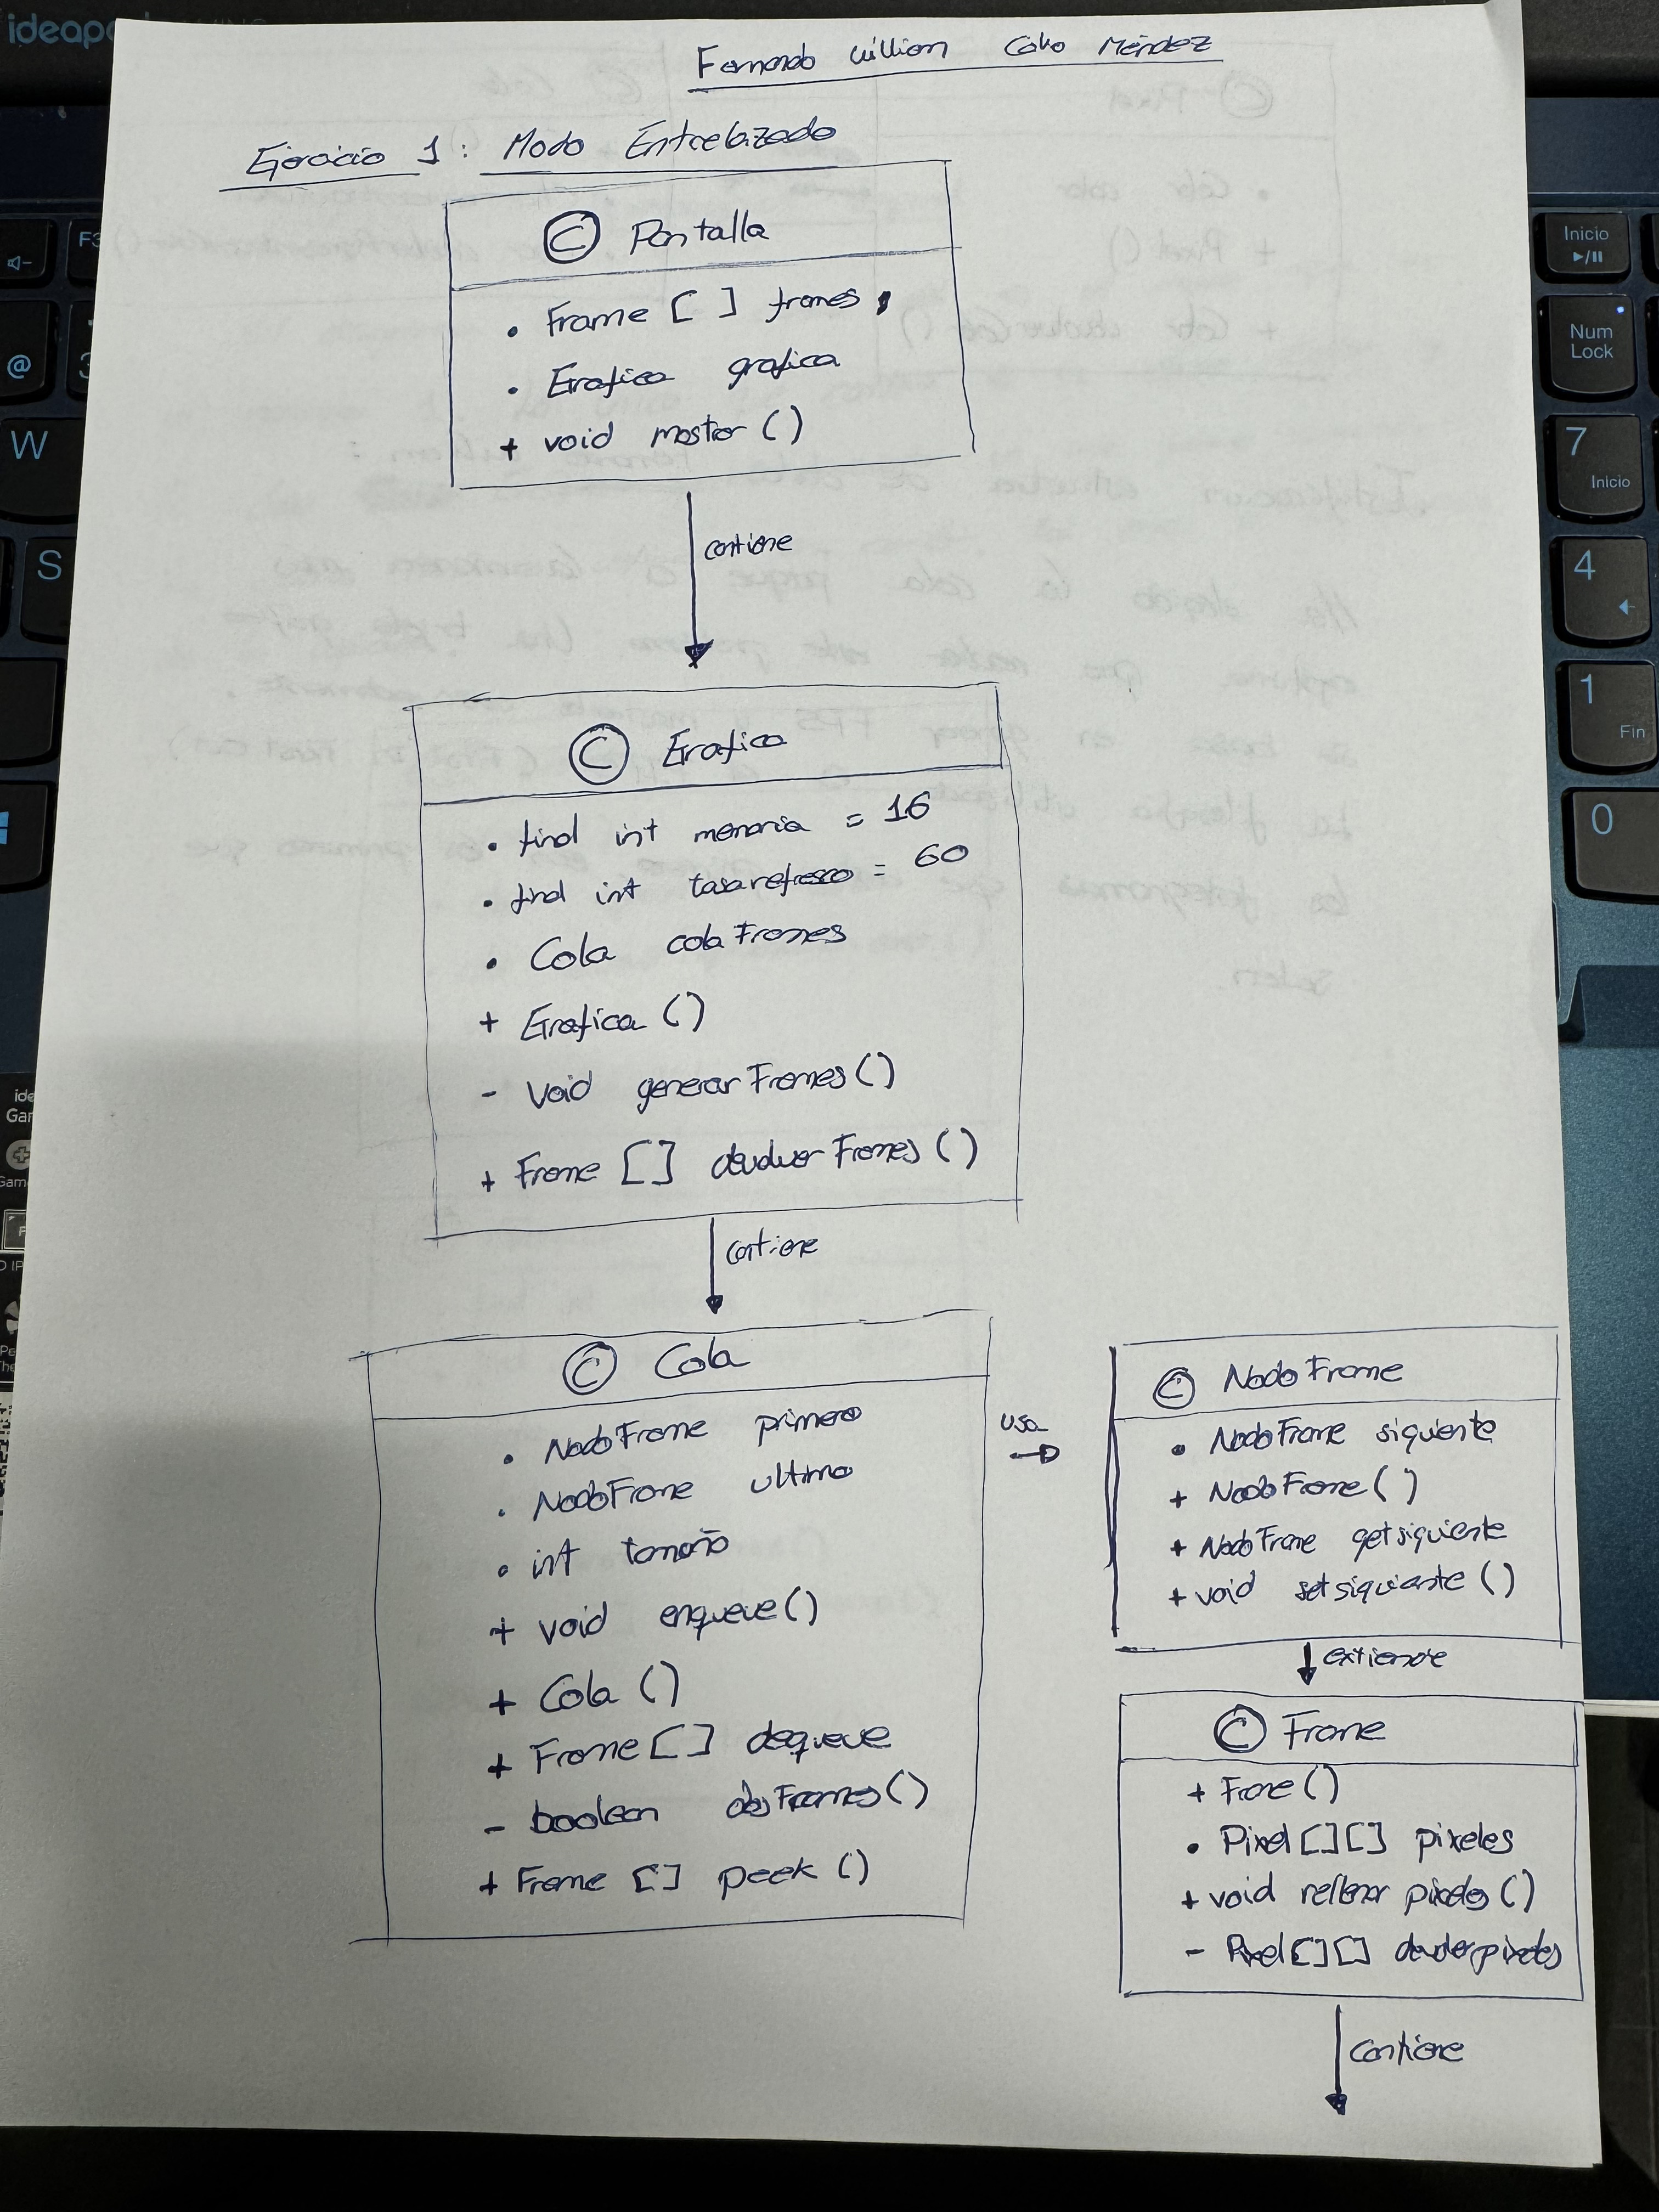 Fernando Willian Calvo Méndez
Ejercicio 1: Modo Entrelazado
© Pantalla
• Frame [ ] frames,
• Grafica grafica
+ void mostrar ()
contiene
© Grafica
• final int memoria = 16
• final int tasarefresco = 60
• Cola colaFrames
+ Grafica ()
- void generarFrames()
+ Frame [] devolverFrames()
contiene
© Cola
• NodoFrame primero
• NodoFrame ultimo
• int tamaño
+ void enqueue()
+ Cola ()
+ Frame[] dequeue
- boolean dosFrames()
+ Frame [] peek ()
usa
© NodoFrame
• NodoFrame siguiente
+ NodoFrame()
+ NodoFrame getsiguiente
+ void setsiguiente ()
extiende
© Frame
+ Frame()
• Pixel[][] pixeles
+ void rellenar pixeles()
- Pixel[][] devolverpixeles
contiene
ideapa
F3
@
W
S
Inicio
Num
Lock
7
Inicio
4
1
Fin
0